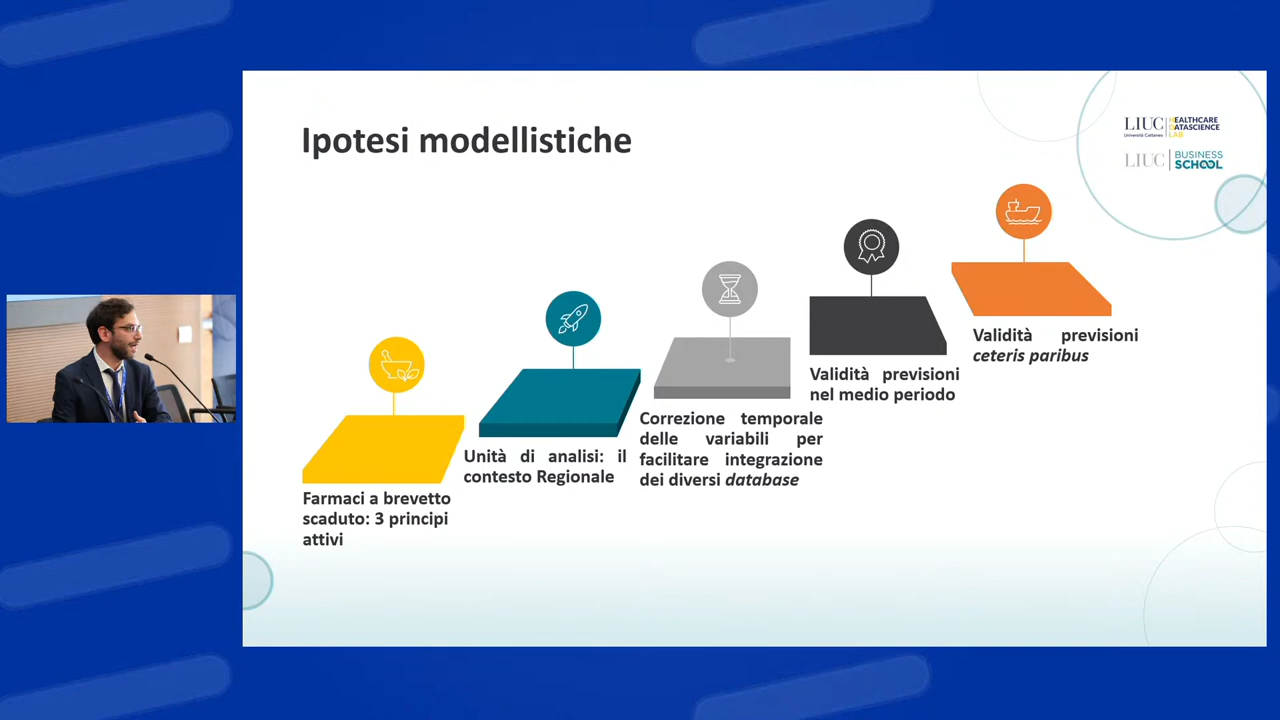 Ipotesi modellistiche
LIUC
Università Cattaneo
HEALTHCARE
DATASCIENCE
LAB
LIUC
BUSINESS
SCHOOL
Farmaci a brevetto
scaduto: 3 principi
attivi
Unità di analisi: il
contesto Regionale
Correzione temporale
delle variabili per
facilitare integrazione
dei diversi database
Validità previsioni
nel medio periodo
Validità previsioni
ceteris paribus